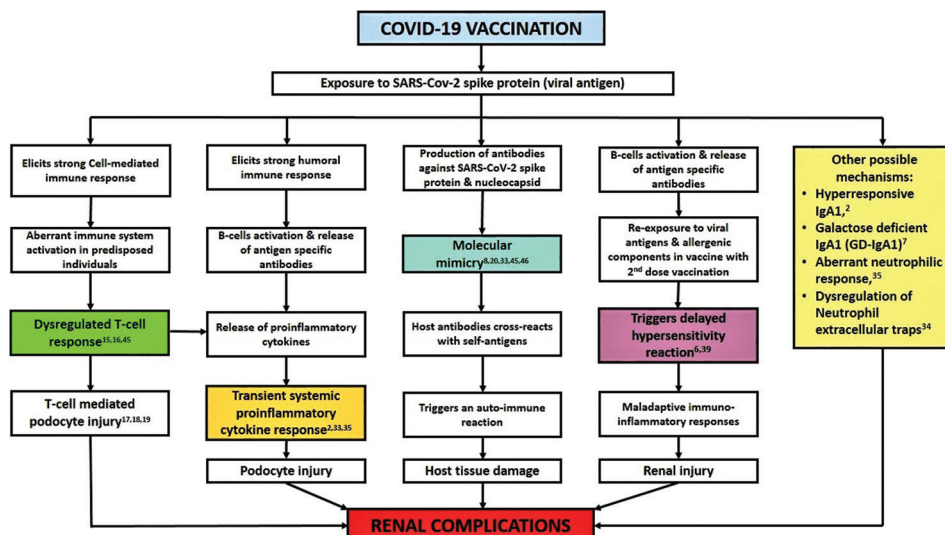 COVID-19 VACCINATION
Exposure to SARS-Cov-2 spike protein (viral antigen)
Elicits strong Cell-mediated
immune response
Aberrant immune system
activation in predisposed
individuals
Dysregulated T-cell
response15,16,45
T-cell mediated
podocyte injury17,18,19
Elicits strong humoral
immune response
B-cells activation & release
of antigen specific
antibodies
Release of proinflammatory
cytokines
Transient systemic
proinflammatory
cytokine response2,33,35
Podocyte injury
Production of antibodies
against SARS-CoV-2 spike
protein & nucleocapsid
Molecular
mimicry8,20,33,45,46
Host antibodies cross-reacts
with self-antigens
Triggers an auto-immune
reaction
Host tissue damage
B-cells activation & release
of antigen specific
antibodies
Re-exposure to viral
antigens & allergenic
components in vaccine with
2nd dose vaccination
Triggers delayed
hypersensitivity
reaction6,39
Maladaptive immuno-
inflammatory responses
Renal injury
Other possible
mechanisms:
• Hyperresponsive
IgA1,2
• Galactose deficient
IgA1 (GD-IgA1)7
• Aberrant neutrophilic
response,35
• Dysregulation of
Neutrophil
extracellular traps34
RENAL COMPLICATIONS